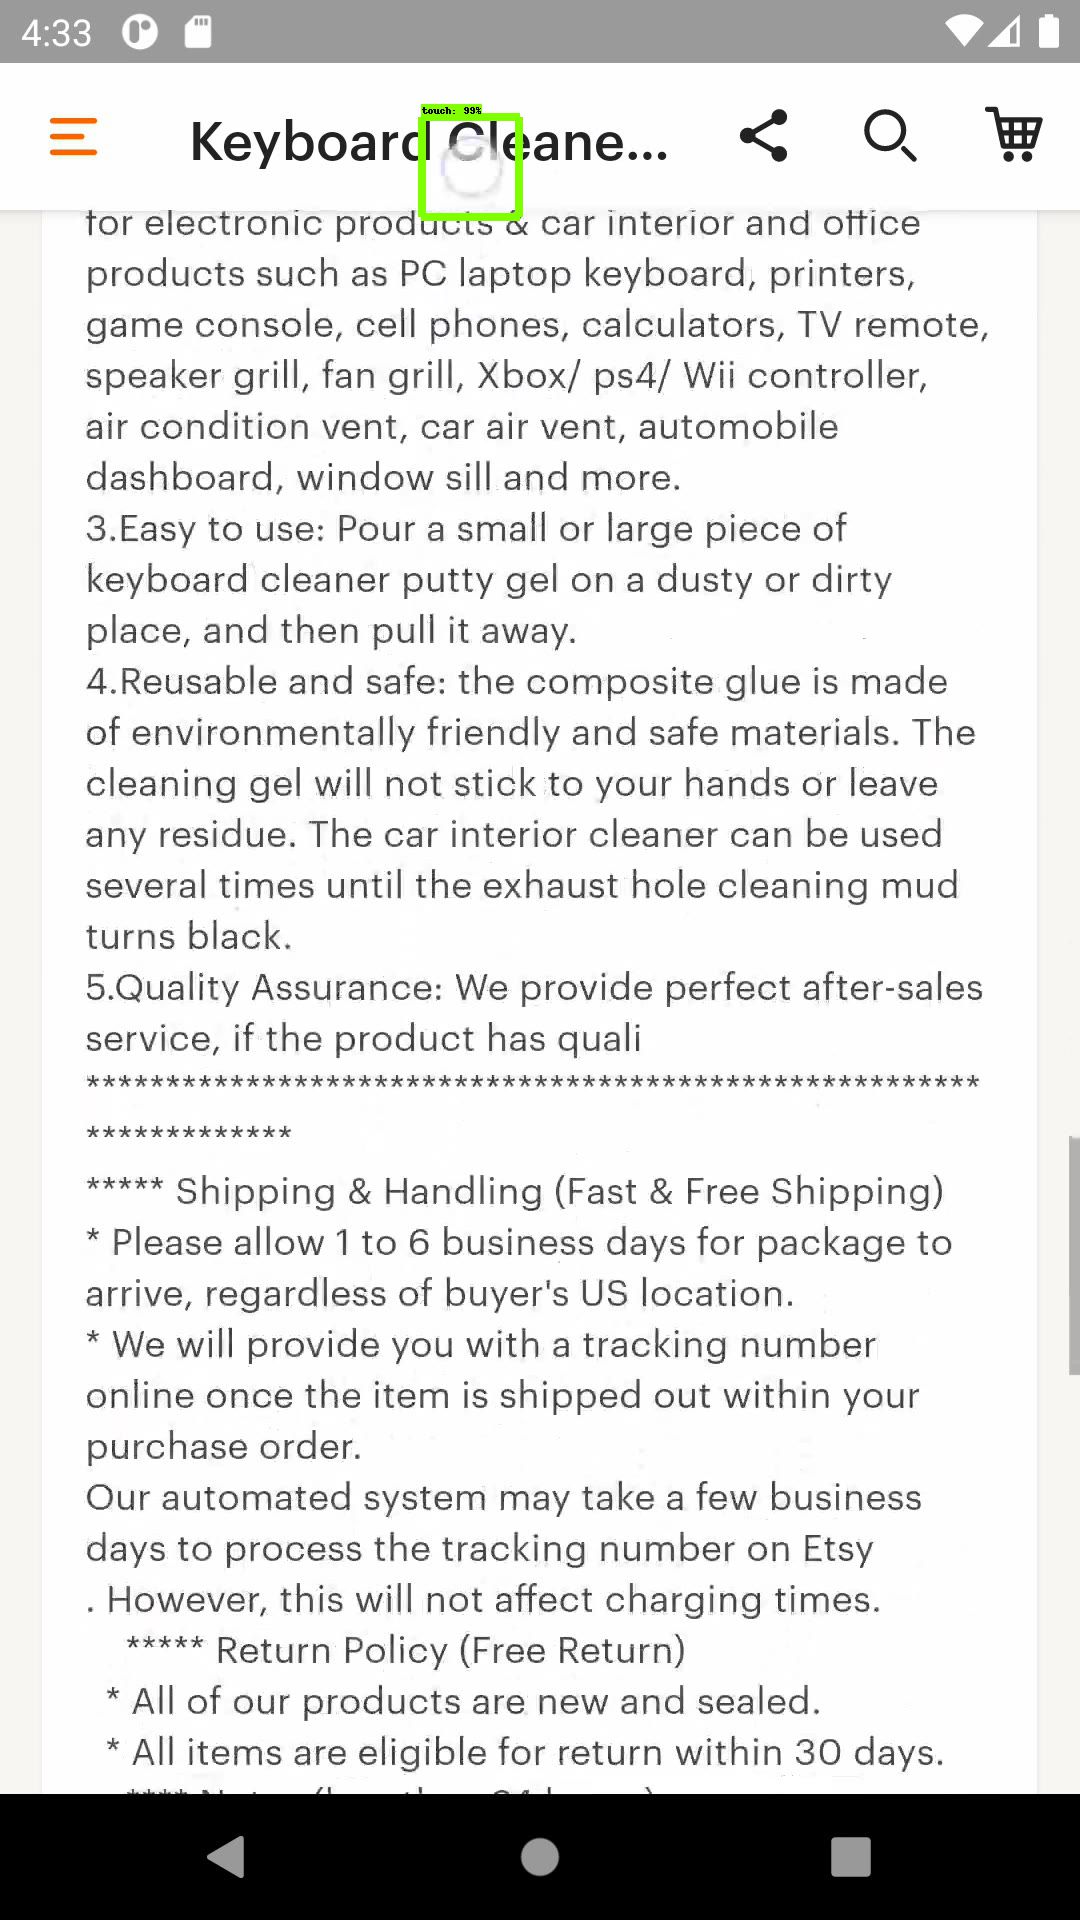 4:33
touch: 99%
Keyboard Cleane...
for electronic products & car interior and office
products such as PC laptop keyboard, printers,
game console, cell phones, calculators, TV remote,
speaker grill, fan grill, Xbox/ ps4/ Wii controller,
air condition vent, car air vent, automobile
dashboard, window sill and more.
3.Easy to use: Pour a small or large piece of
keyboard cleaner putty gel on a dusty or dirty
place, and then pull it away.
4.Reusable and safe: the composite glue is made
of environmentally friendly and safe materials. The
cleaning gel will not stick to your hands or leave
any residue. The car interior cleaner can be used
several times until the exhaust hole cleaning mud
turns black.
5.Quality Assurance: We provide perfect after-sales
service, if the product has quali
********************************************************
*************
***** Shipping & Handling (Fast & Free Shipping)
* Please allow 1 to 6 business days for package to
arrive, regardless of buyer's US location.
* We will provide you with a tracking number
online once the item is shipped out within your
purchase order.
Our automated system may take a few business
days to process the tracking number on Etsy
. However, this will not affect charging times.
***** Return Policy (Free Return)
* All of our products are new and sealed.
* All items are eligible for return within 30 days.